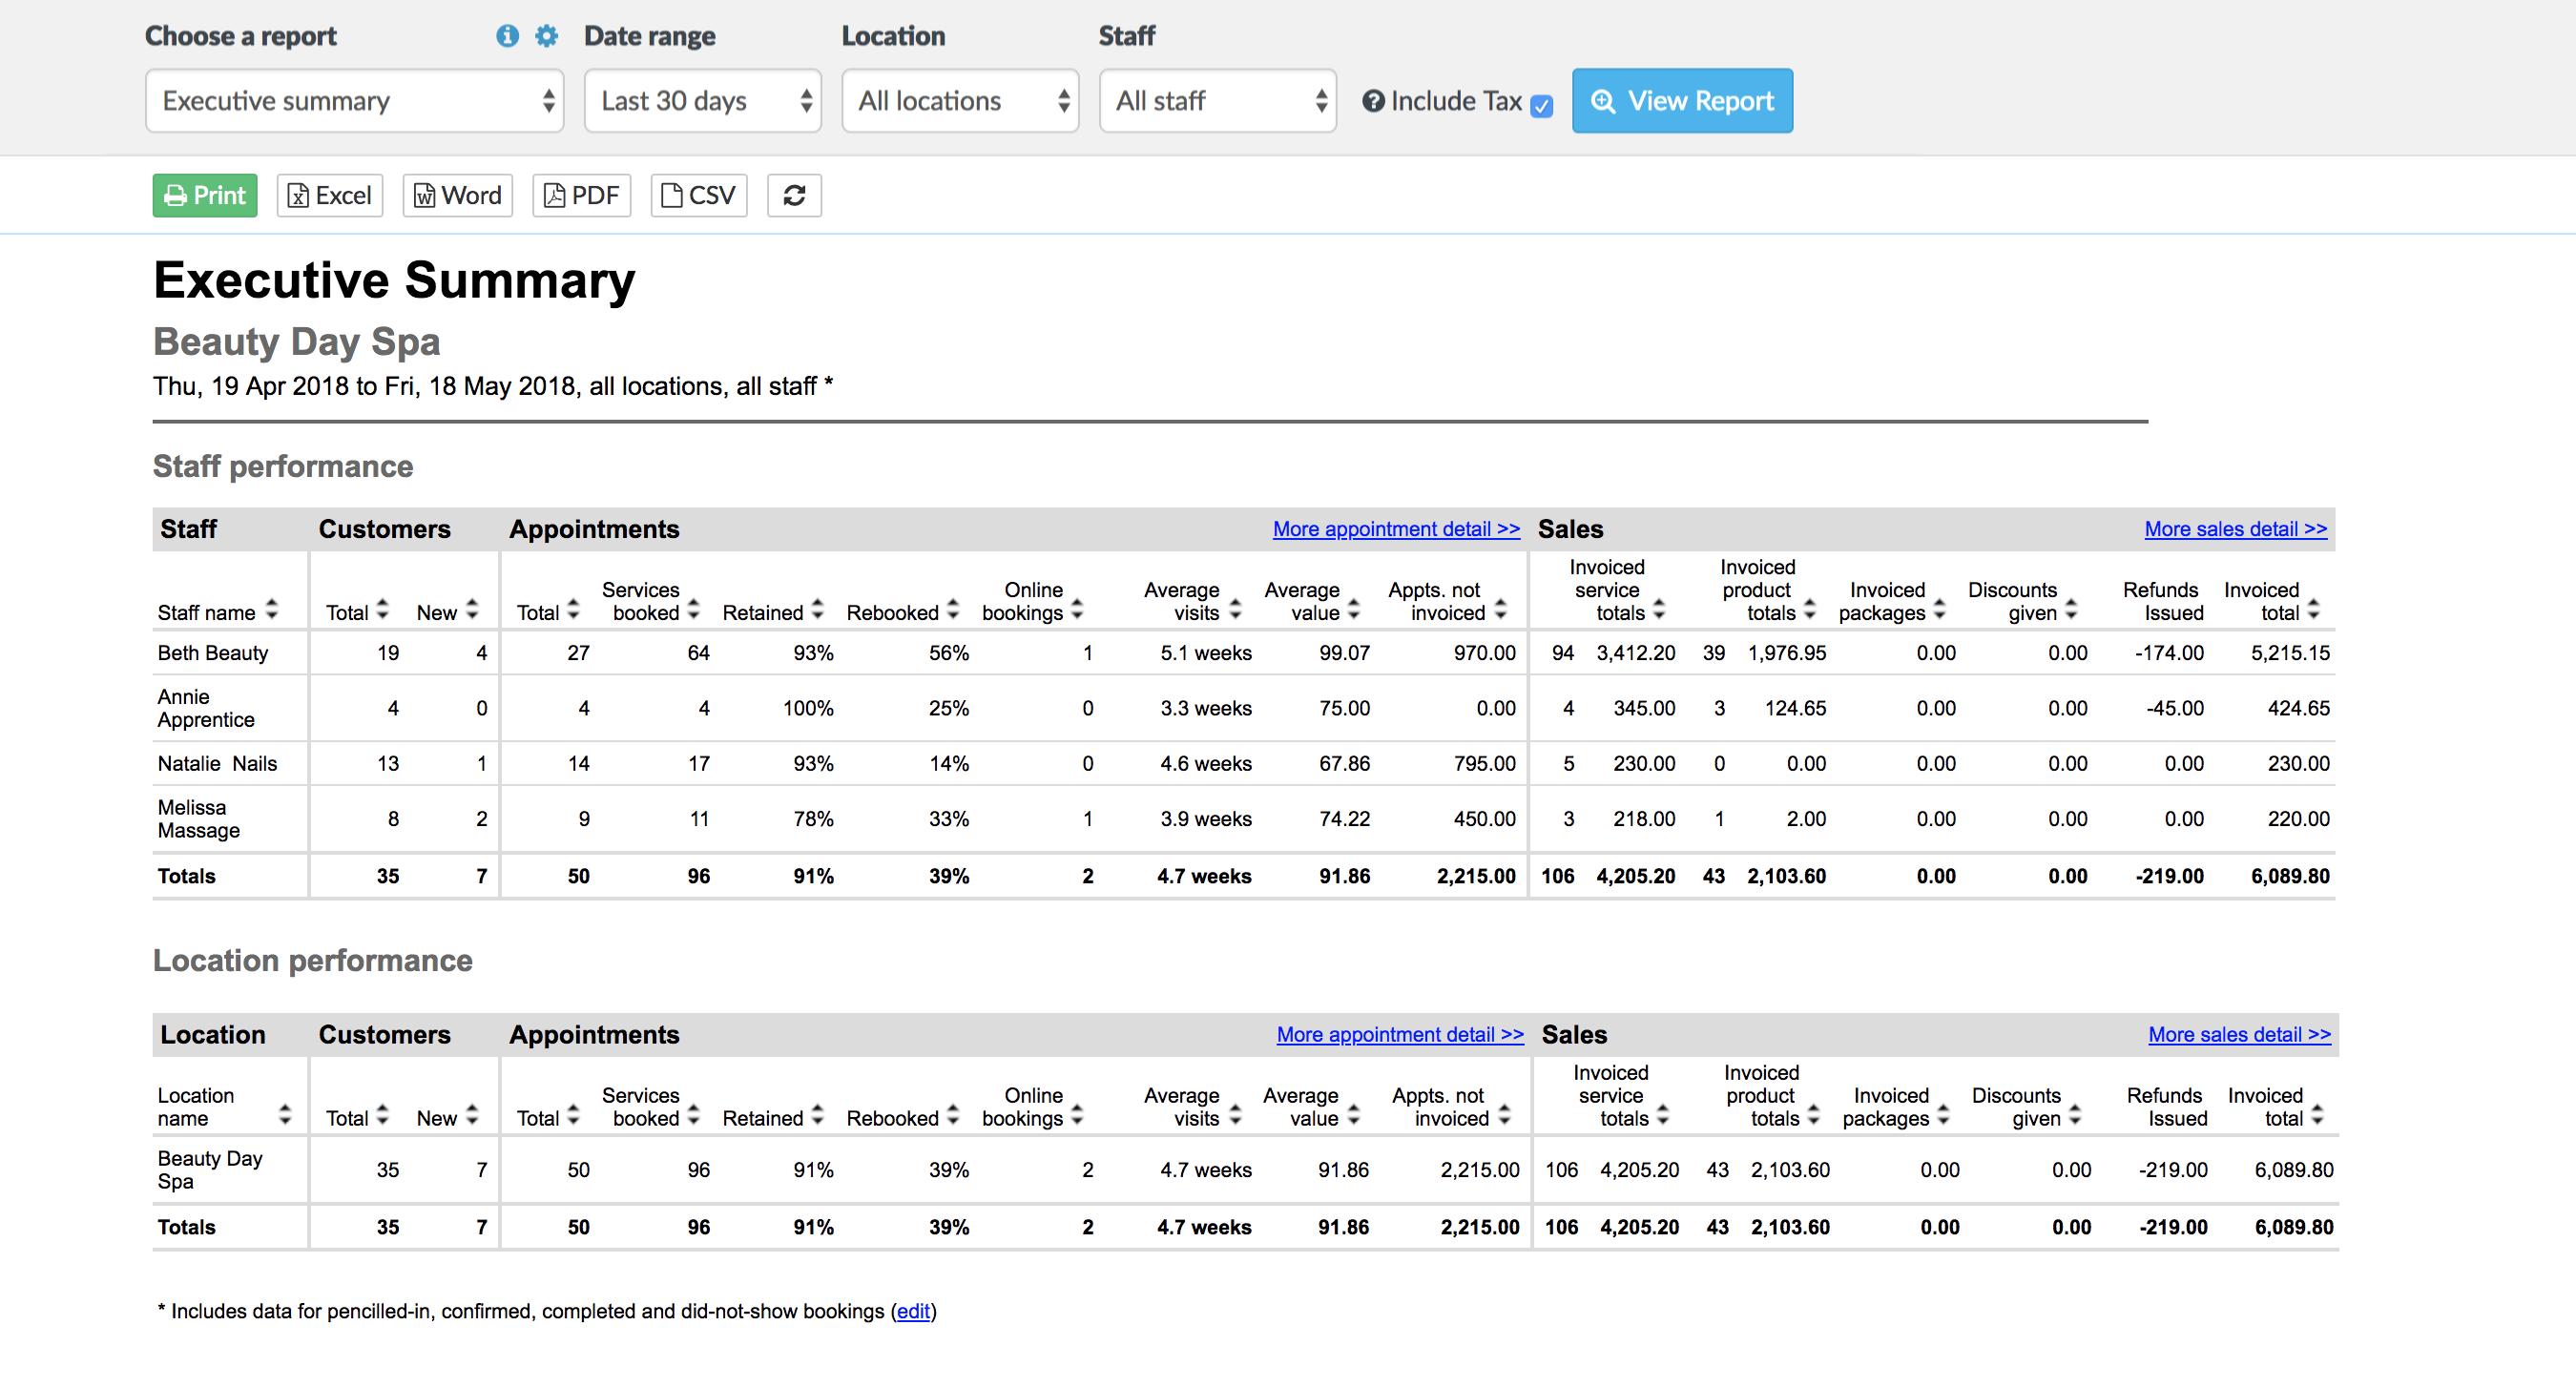 Choose a report Date range Location Staff
Executive summary Last 30 days All locations All staff Include Tax View Report
Print Excel Word PDF CSV
Executive Summary
Beauty Day Spa
Thu, 19 Apr 2018 to Fri, 18 May 2018, all locations, all staff *
Staff performance
Staff Customers Appointments More appointment detail >> Sales More sales detail >>
Staff name Total New Total Services booked Retained Rebooked Online bookings Average visits Average value Appts. not invoiced Invoiced service totals Invoiced product totals Invoiced packages Discounts given Refunds Issued Invoiced total
Beth Beauty 19 4 27 64 93% 56% 1 5.1 weeks 99.07 970.00 94 3,412.20 39 1,976.95 0.00 0.00 -174.00 5,215.15
Annie Apprentice 4 0 4 4 100% 25% 0 3.3 weeks 75.00 0.00 4 345.00 3 124.65 0.00 0.00 -45.00 424.65
Natalie Nails 13 1 14 17 93% 14% 0 4.6 weeks 67.86 795.00 5 230.00 0 0.00 0.00 0.00 0.00 230.00
Melissa Massage 8 2 9 11 78% 33% 1 3.9 weeks 74.22 450.00 3 218.00 1 2.00 0.00 0.00 0.00 220.00
Totals 35 7 50 96 91% 39% 2 4.7 weeks 91.86 2,215.00 106 4,205.20 43 2,103.60 0.00 0.00 -219.00 6,089.80
Location performance
Location Customers Appointments More appointment detail >> Sales More sales detail >>
Location name Total New Total Services booked Retained Rebooked Online bookings Average visits Average value Appts. not invoiced Invoiced service totals Invoiced product totals Invoiced packages Discounts given Refunds Issued Invoiced total
Beauty Day Spa 35 7 50 96 91% 39% 2 4.7 weeks 91.86 2,215.00 106 4,205.20 43 2,103.60 0.00 0.00 -219.00 6,089.80
Totals 35 7 50 96 91% 39% 2 4.7 weeks 91.86 2,215.00 106 4,205.20 43 2,103.60 0.00 0.00 -219.00 6,089.80
* Includes data for pencilled-in, confirmed, completed and did-not-show bookings (edit)